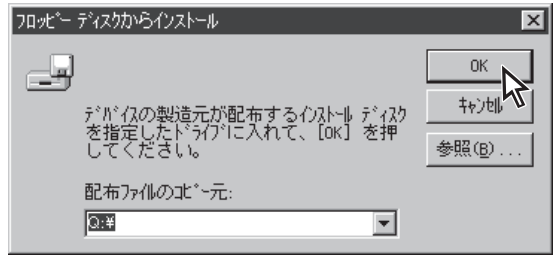 フロッピー ディスクからインストール
OK
デバイスの製造元が配布するインストール ディスク
を指定したドライブに入れて、[OK] を押
してください。
キャンセル
参照(B)...
配布ファイルのコピー元:
Q:¥